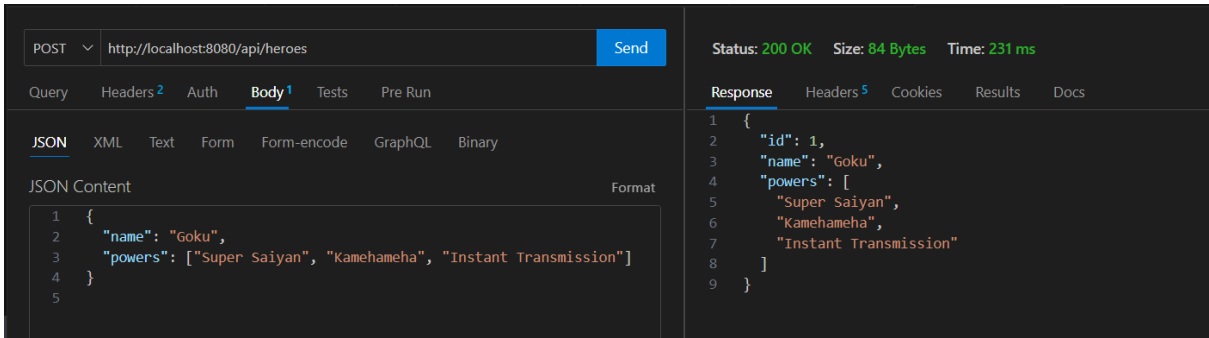 POST http://localhost:8080/api/heroes Send
Query Headers 2 Auth Body 1 Tests Pre Run
JSON XML Text Form Form-encode GraphQL Binary
JSON Content Format
1 {
2 "name": "Goku",
3 "powers": ["Super Saiyan", "Kamehameha", "Instant Transmission"]
4 }
5
Status: 200 OK Size: 84 Bytes Time: 231 ms
Response Headers 5 Cookies Results Docs
1 {
2 "id": 1,
3 "name": "Goku",
4 "powers": [
5 "Super Saiyan",
6 "Kamehameha",
7 "Instant Transmission"
8 ]
9 }